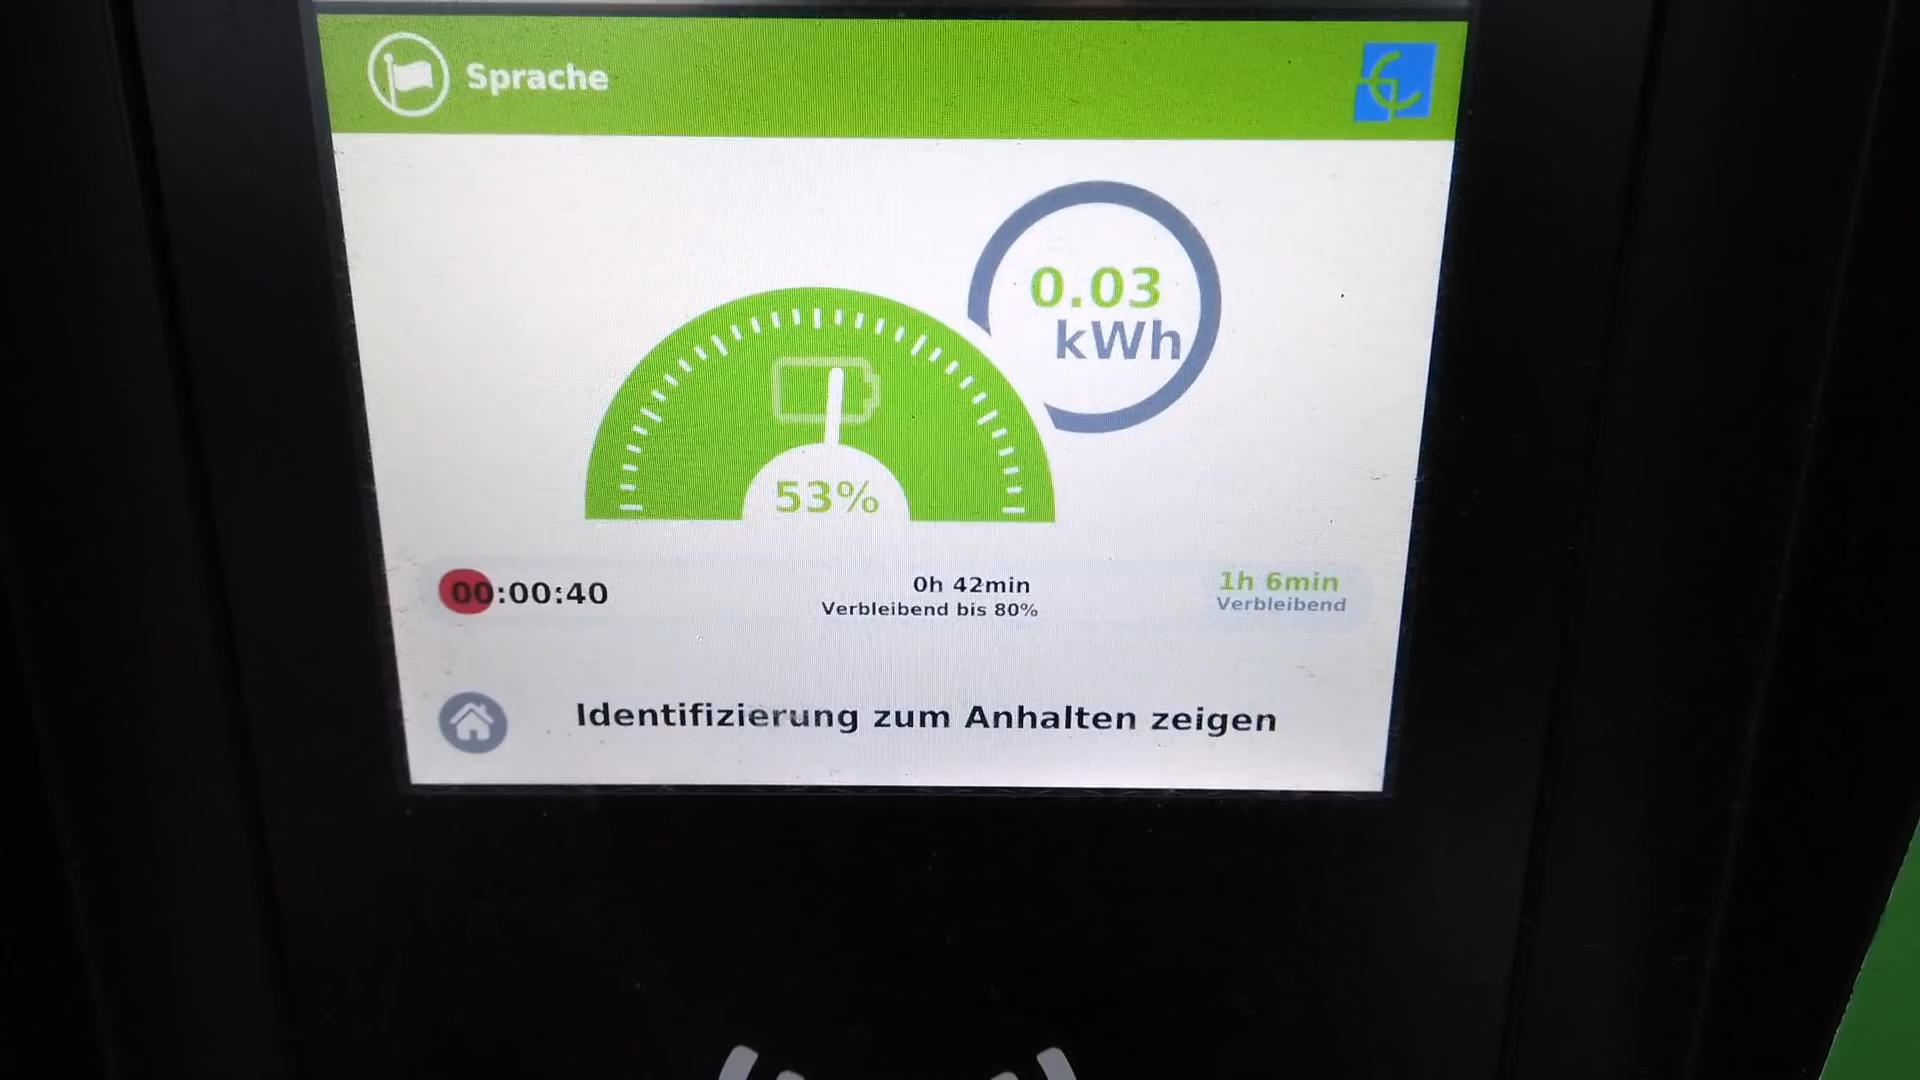 Sprache
0.03
kWh
53%
00:00:40
0h 42min
Verbleibend bis 80%
1h 6min
Verbleibend
Identifizierung zum Anhalten zeigen